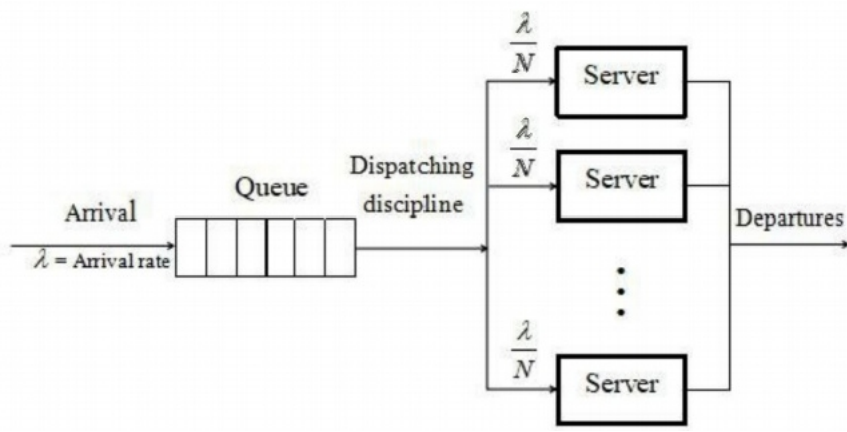 Arrival
λ = Arrival rate
Queue
Dispatching
discipline
λ
N
Server
λ
N
Server
λ
N
Server
Departures